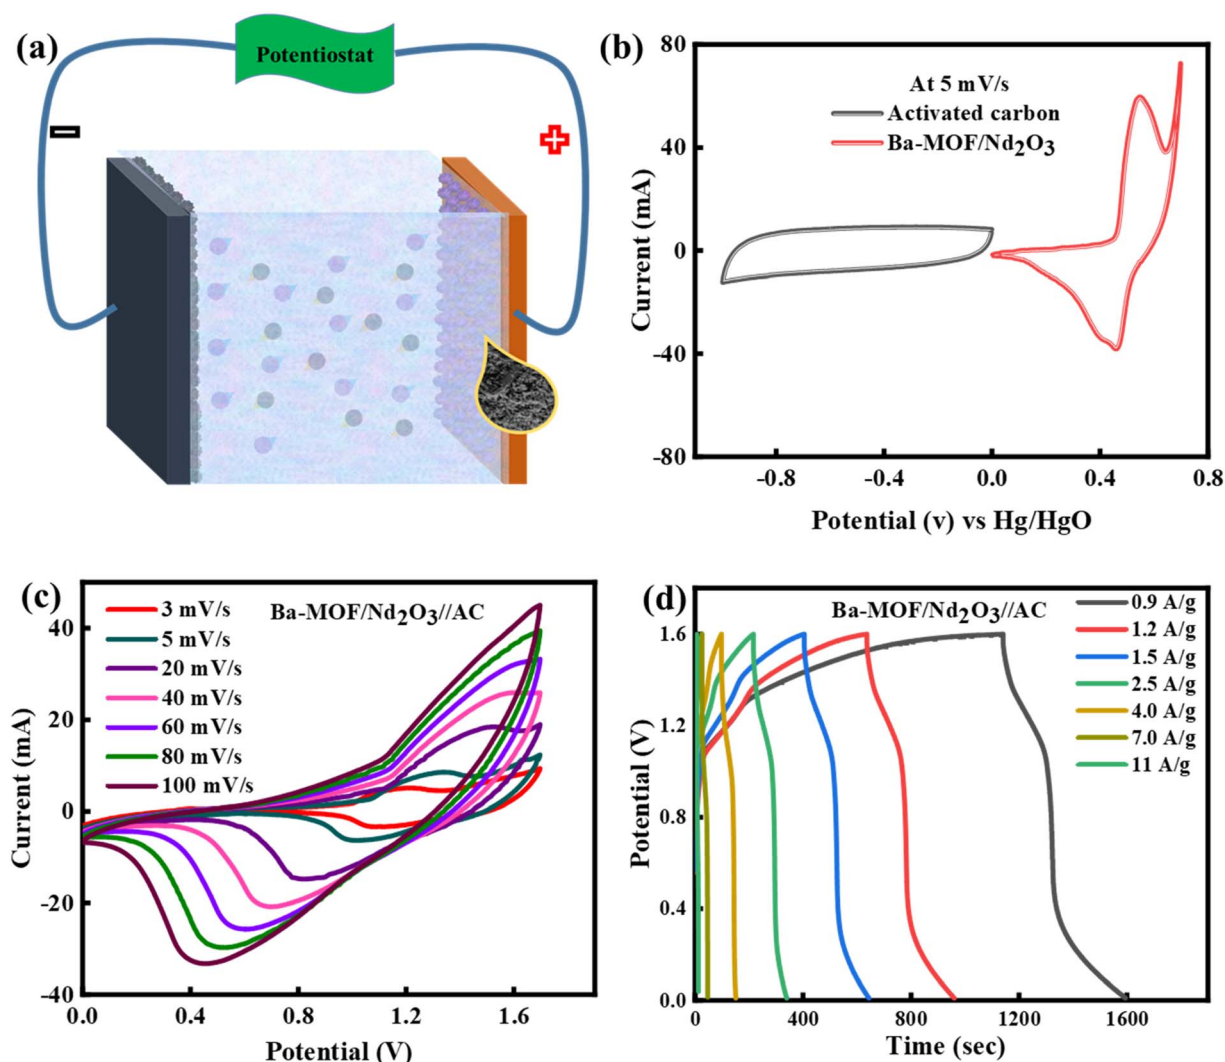 (a)
Potentiostat
(b)
At 5 mV/s
Activated carbon
Ba-MOF/Nd₂O₃
80
40
0
-40
-80
-0.8
-0.4
0.0
0.4
0.8
Current (mA)
Potential (v) vs Hg/HgO
(c)
3 mV/s
5 mV/s
20 mV/s
40 mV/s
60 mV/s
80 mV/s
100 mV/s
Ba-MOF/Nd₂O₃//AC
40
20
0
-20
-40
0.0
0.4
0.8
1.2
1.6
Current (mA)
Potential (V)
(d)
Ba-MOF/Nd₂O₃//AC
0.9 A/g
1.2 A/g
1.5 A/g
2.5 A/g
4.0 A/g
7.0 A/g
11 A/g
1.6
1.2
0.8
0.4
0.0
0
400
800
1200
1600
Potential (V)
Time (sec)